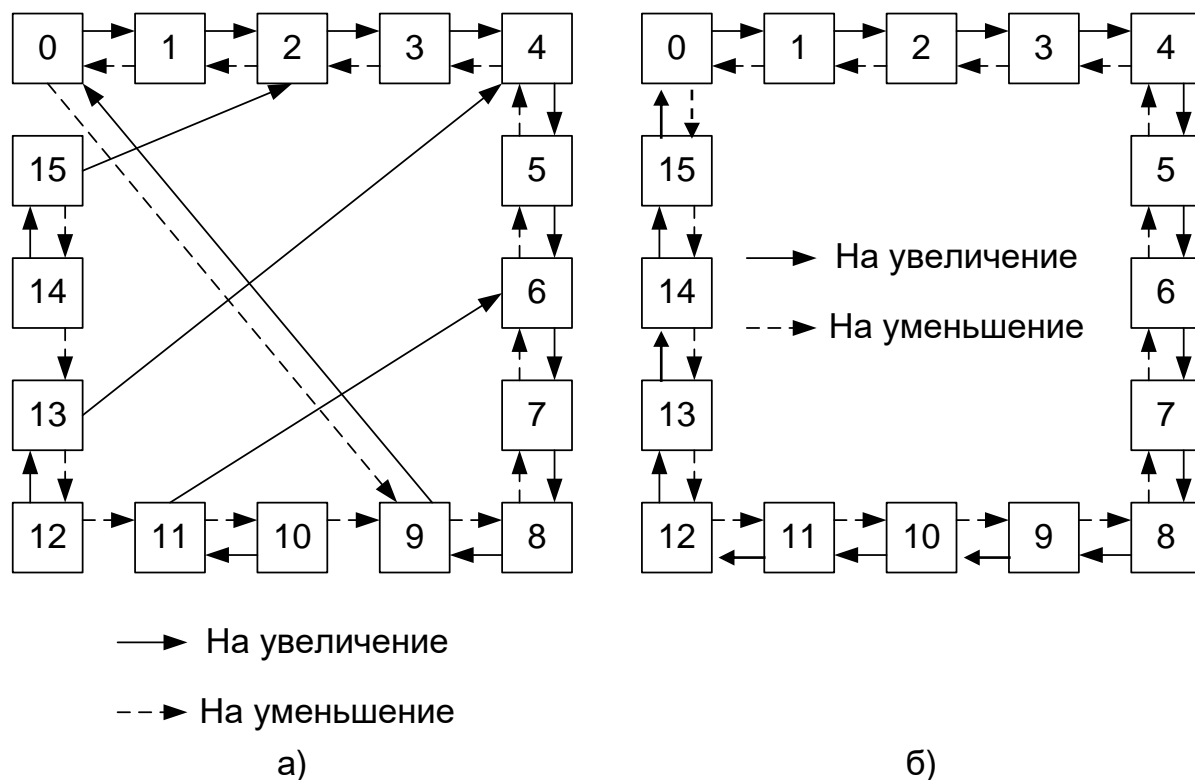 0 1 2 3 4
15 5
14 6
13 7
12 11 10 9 8
На увеличение
На уменьшение
а)
0 1 2 3 4
15 5
14 6
13 7
12 11 10 9 8
На увеличение
На уменьшение
б)